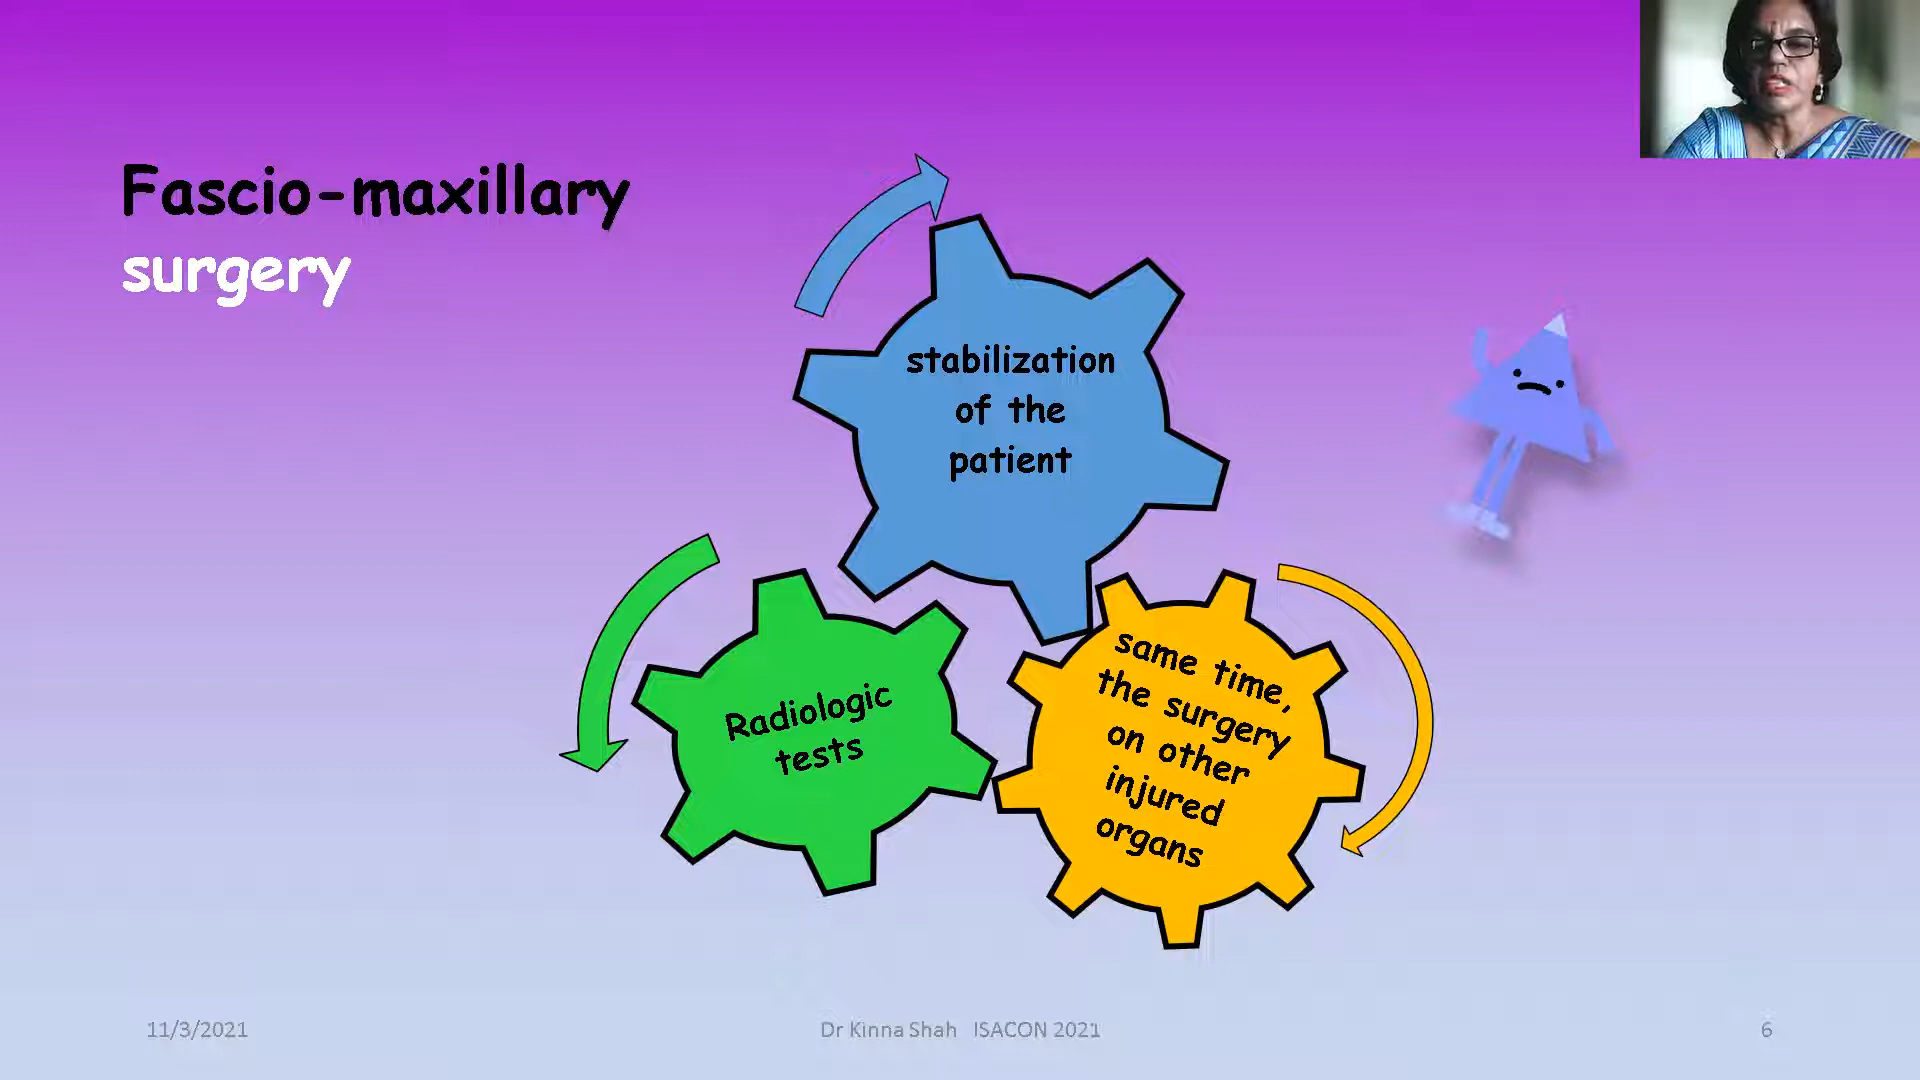 Fascio-maxillary
surgery
stabilization
of the
patient
Radiologic
tests
same time,
the surgery
on other
injured
organs
11/3/2021
Dr Kinna Shah ISACON 2021
6